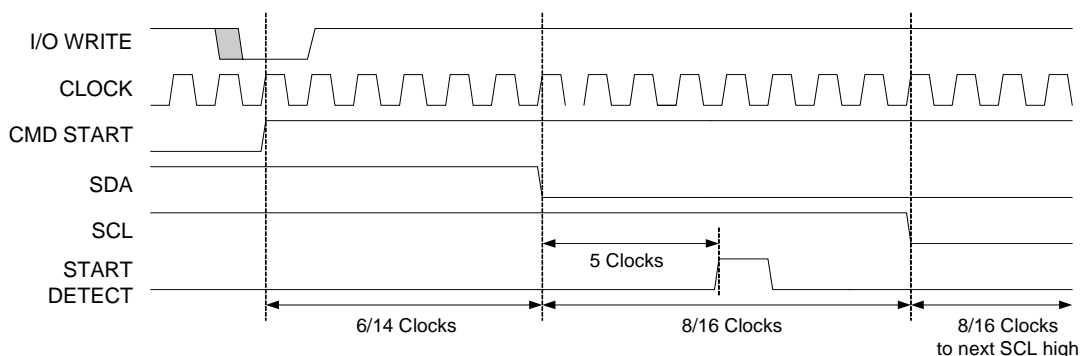 I/O WRITE
CLOCK
CMD START
SDA
SCL
5 Clocks
START
DETECT
6/14 Clocks
8/16 Clocks
8/16 Clocks
to next SCL high